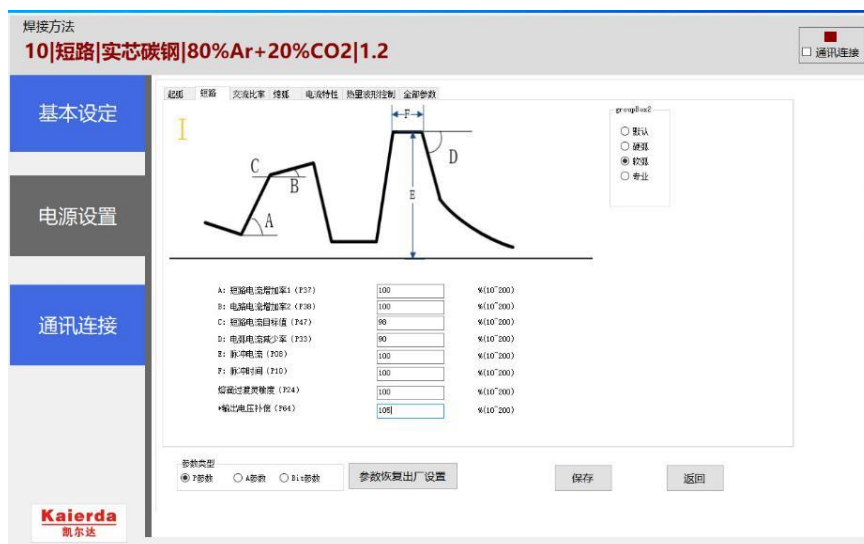 焊接方法
10|短路|实芯碳钢|80%Ar+20%CO2|1.2
通讯连接
基本设定
电源设置
通讯连接
起弧 短路 交流比率 熄弧 电流特性 热量波形控制 全部参数
I
F
D
C
B
E
A
groupBox2
默认
硬弧
软弧
专业
A: 短路电流增加率1 (P37) 100 %(10~200)
B: 电路电流增加率2 (P38) 100 %(10~200)
C: 短路电流目标值 (P47) 98 %(10~200)
D: 电弧电流减少率 (P33) 90 %(10~200)
E: 脉冲电流 (P08) 100 %(10~200)
F: 脉冲时间 (P10) 100 %(10~200)
熔滴过渡灵敏度 (P24) 100 %(10~200)
*输出电压补偿 (P64) 105 %(10~200)
参数类型
P参数 A参数 Bit参数
参数恢复出厂设置
保存
返回
Kaierda
凯尔达